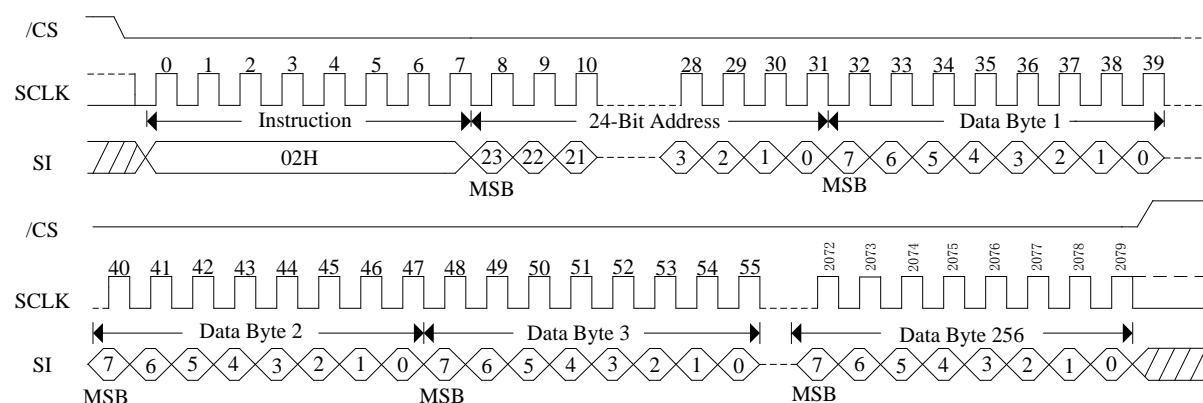 /CS
0 1 2 3 4 5 6 7 8 9 10 28 29 30 31 32 33 34 35 36 37 38 39
SCLK
Instruction 24-Bit Address Data Byte 1
SI 02H 23 22 21 3 2 1 0 7 6 5 4 3 2 1 0
MSB MSB
/CS
40 41 42 43 44 45 46 47 48 49 50 51 52 53 54 55 2072 2073 2074 2075 2076 2077 2078 2079
SCLK
Data Byte 2 Data Byte 3 Data Byte 256
SI 7 6 5 4 3 2 1 0 7 6 5 4 3 2 1 0 7 6 5 4 3 2 1 0
MSB MSB MSB